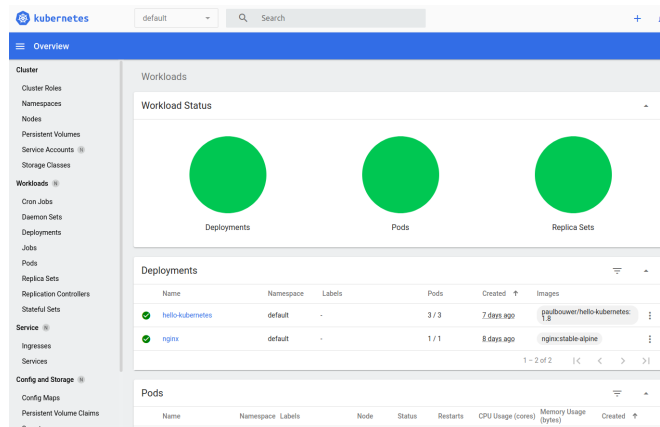 kubernetes
default
Search
Overview
Cluster
Cluster Roles
Namespaces
Nodes
Persistent Volumes
Service Accounts N
Storage Classes
Workloads N
Cron Jobs
Daemon Sets
Deployments
Jobs
Pods
Replica Sets
Replication Controllers
Stateful Sets
Service N
Ingresses
Services
Config and Storage N
Config Maps
Persistent Volume Claims
Workloads
Workload Status
Deployments Pods Replica Sets
Deployments
Name Namespace Labels Pods Created ↑ Images
hello-kubernetes default - 3 / 3 7 days ago paulbouwer/hello-kubernetes:
1.8
nginx default - 1 / 1 8 days ago nginx:stable-alpine
1 – 2 of 2
Pods
Name Namespace Labels Node Status Restarts CPU Usage (cores) Memory Usage
(bytes) Created ↑